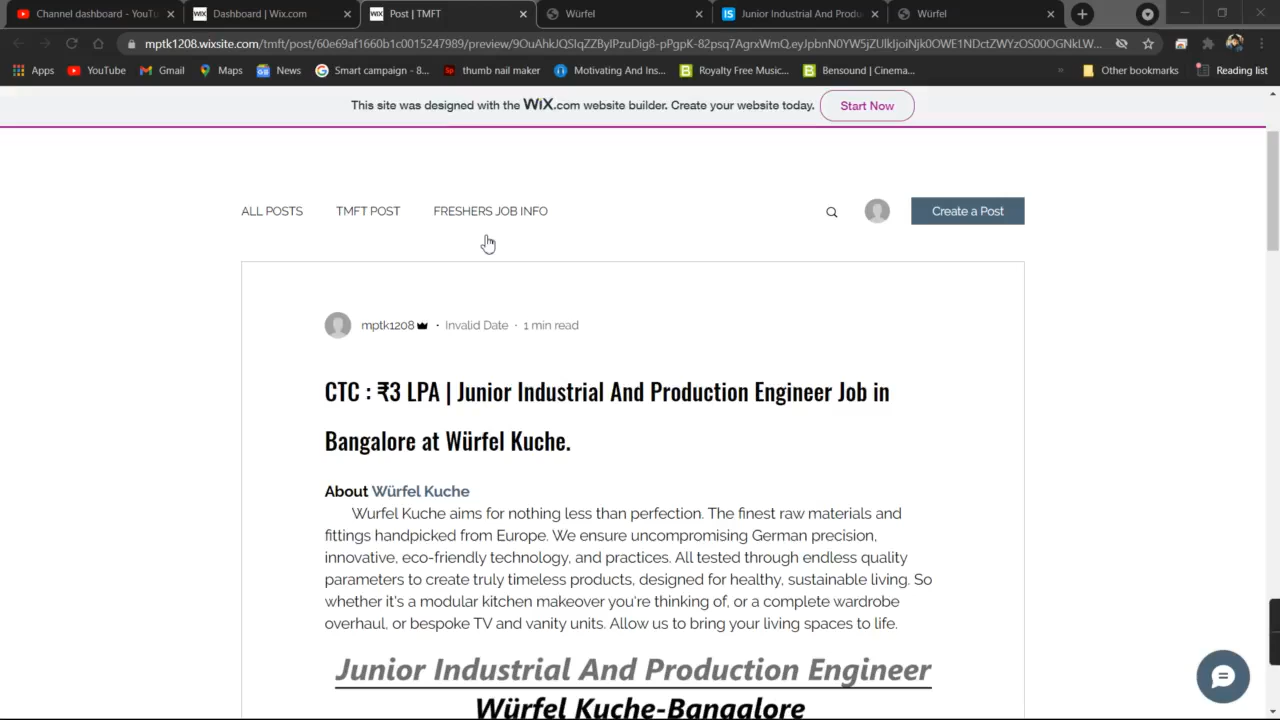 Channel dashboard - YouTu
Dashboard | Wix.com
Post | TMFT
Würfel
Junior Industrial And Produ
Würfel
mptk1208.wixsite.com/tmft/post/60e69af1660b1c0015247989/preview/
Apps
YouTube
Gmail
Maps
News
Smart campaign - 8...
thumb nail maker
Motivating And Ins...
Royalty Free Music...
Bensound | Cinema...
»
Other bookmarks
Reading list
This site was designed with the WiX.com website builder. Create your website today.
Start Now
ALL POSTS
TMFT POST
FRESHERS JOB INFO
Create a Post
mptk1208 · Invalid Date · 1 min read
CTC : ₹3 LPA | Junior Industrial And Production Engineer Job in
Bangalore at Würfel Kuche.
About Würfel Kuche
Wurfel Kuche aims for nothing less than perfection. The finest raw materials and
fittings handpicked from Europe. We ensure uncompromising German precision,
innovative, eco-friendly technology, and practices. All tested through endless quality
parameters to create truly timeless products, designed for healthy, sustainable living. So
whether it's a modular kitchen makeover you're thinking of, or a complete wardrobe
overhaul, or bespoke TV and vanity units. Allow us to bring your living spaces to life.
Junior Industrial And Production Engineer
Würfel Kuche-Bangalore